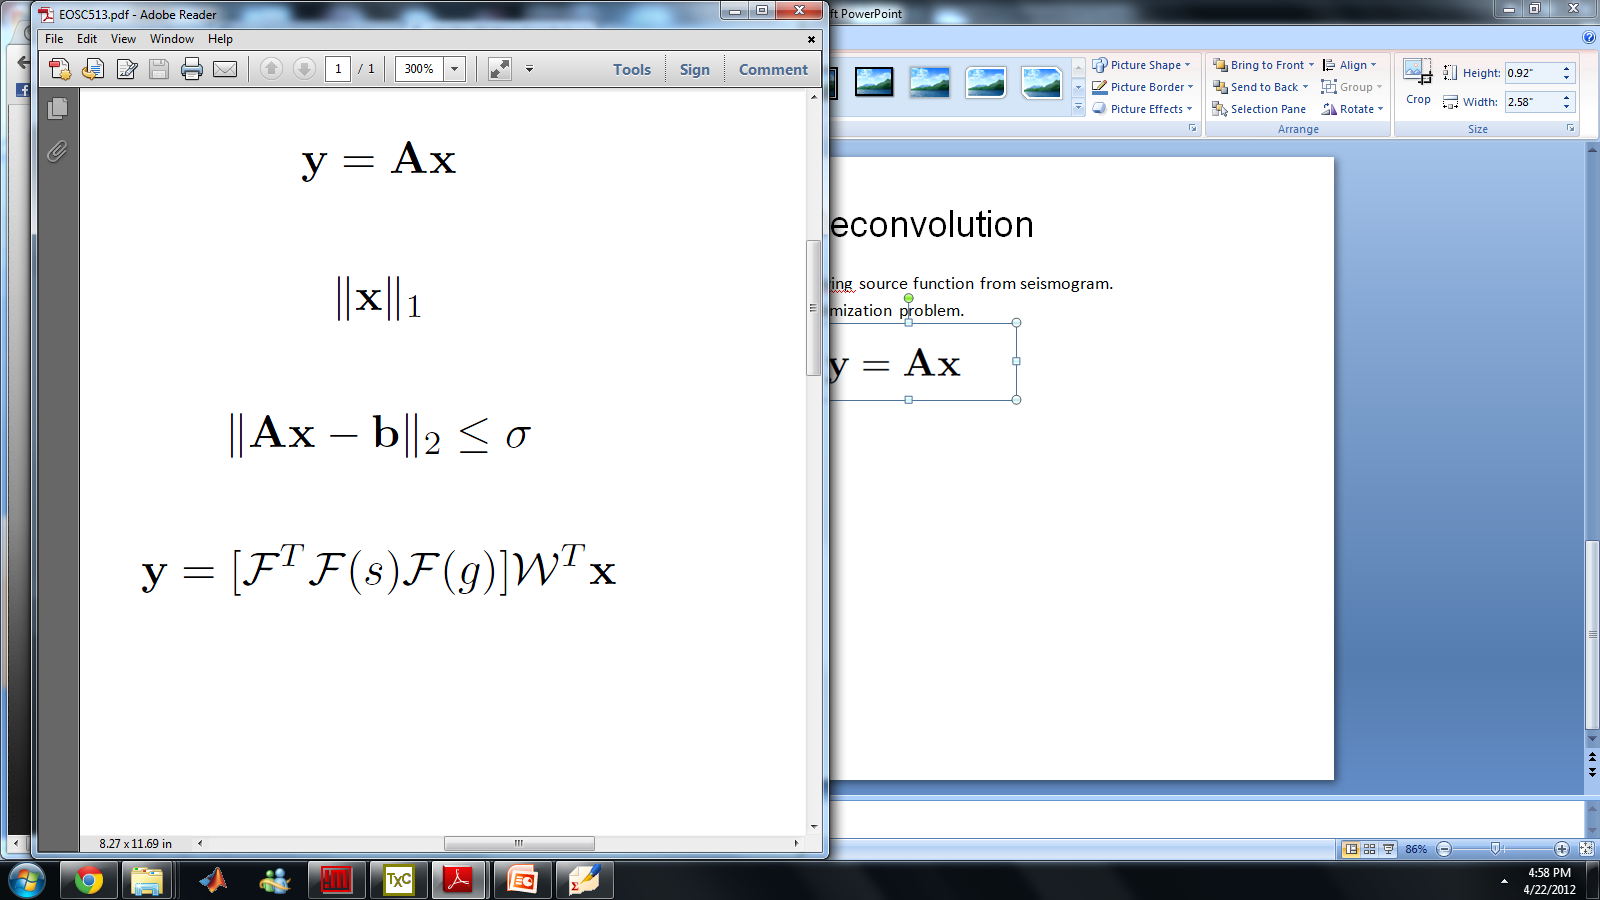 EOSC513.pdf - Adobe Reader
File Edit View Window Help
1 / 1 300% Tools Sign Comment
y = Ax
‖x‖₁
‖Ax − b‖₂ ≤ σ
y = [ℱᵀℱ(s)ℱ(g)]𝒲ᵀx
8.27 x 11.69 in
ft PowerPoint
Picture Shape
Picture Border
Picture Effects
Bring to Front
Send to Back
Selection Pane
Align
Group
Rotate
Arrange
Crop
Height: 0.92"
Width: 2.58"
Size
econvolution
ing source function from seismogram.
mization problem.
y = Ax
86%
TxC
4:58 PM
4/22/2012